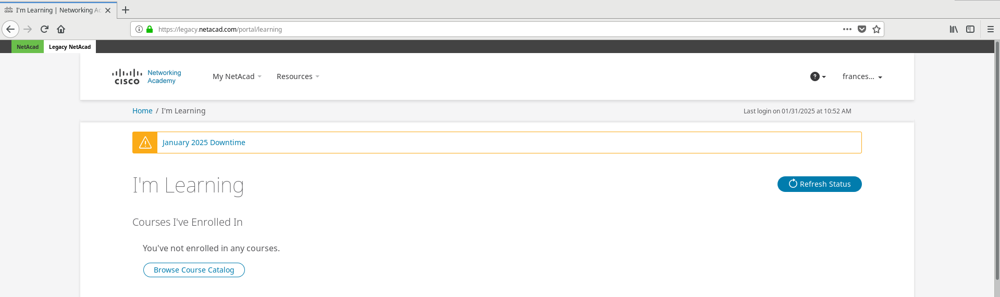 I'm Learning | Networking Ac
https://legacy.netacad.com/portal/learning
NetAcad
Legacy NetAcad
cisco
Networking
Academy
My NetAcad
Resources
?
frances...
Home / I'm Learning
Last login on 01/31/2025 at 10:52 AM
January 2025 Downtime
I'm Learning
Refresh Status
Courses I've Enrolled In
You've not enrolled in any courses.
Browse Course Catalog